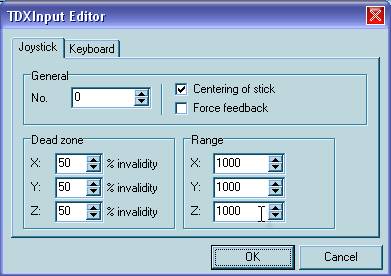 TDXInput Editor
Joystick Keyboard
General
No. 0
Centering of stick
Force feedback
Dead zone
X: 50 % invalidity
Y: 50 % invalidity
Z: 50 % invalidity
Range
X: 1000
Y: 1000
Z: 1000
OK Cancel